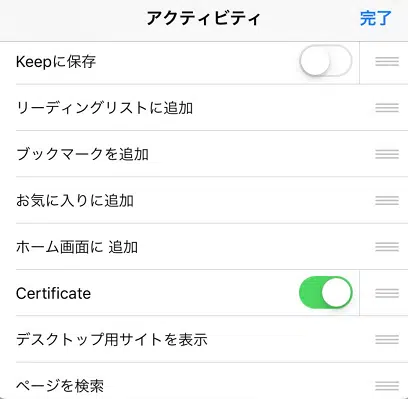 アクティビティ 完了
Keepに保存
リーディングリストに追加
ブックマークを追加
お気に入りに追加
ホーム画面に 追加
Certificate
デスクトップ用サイトを表示
ページを検索